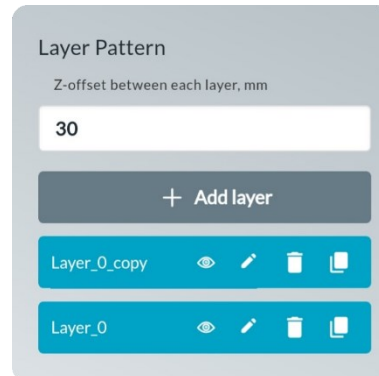 Layer Pattern
Z-offset between each layer, mm
30
+ Add layer
Layer_0_copy
Layer_0